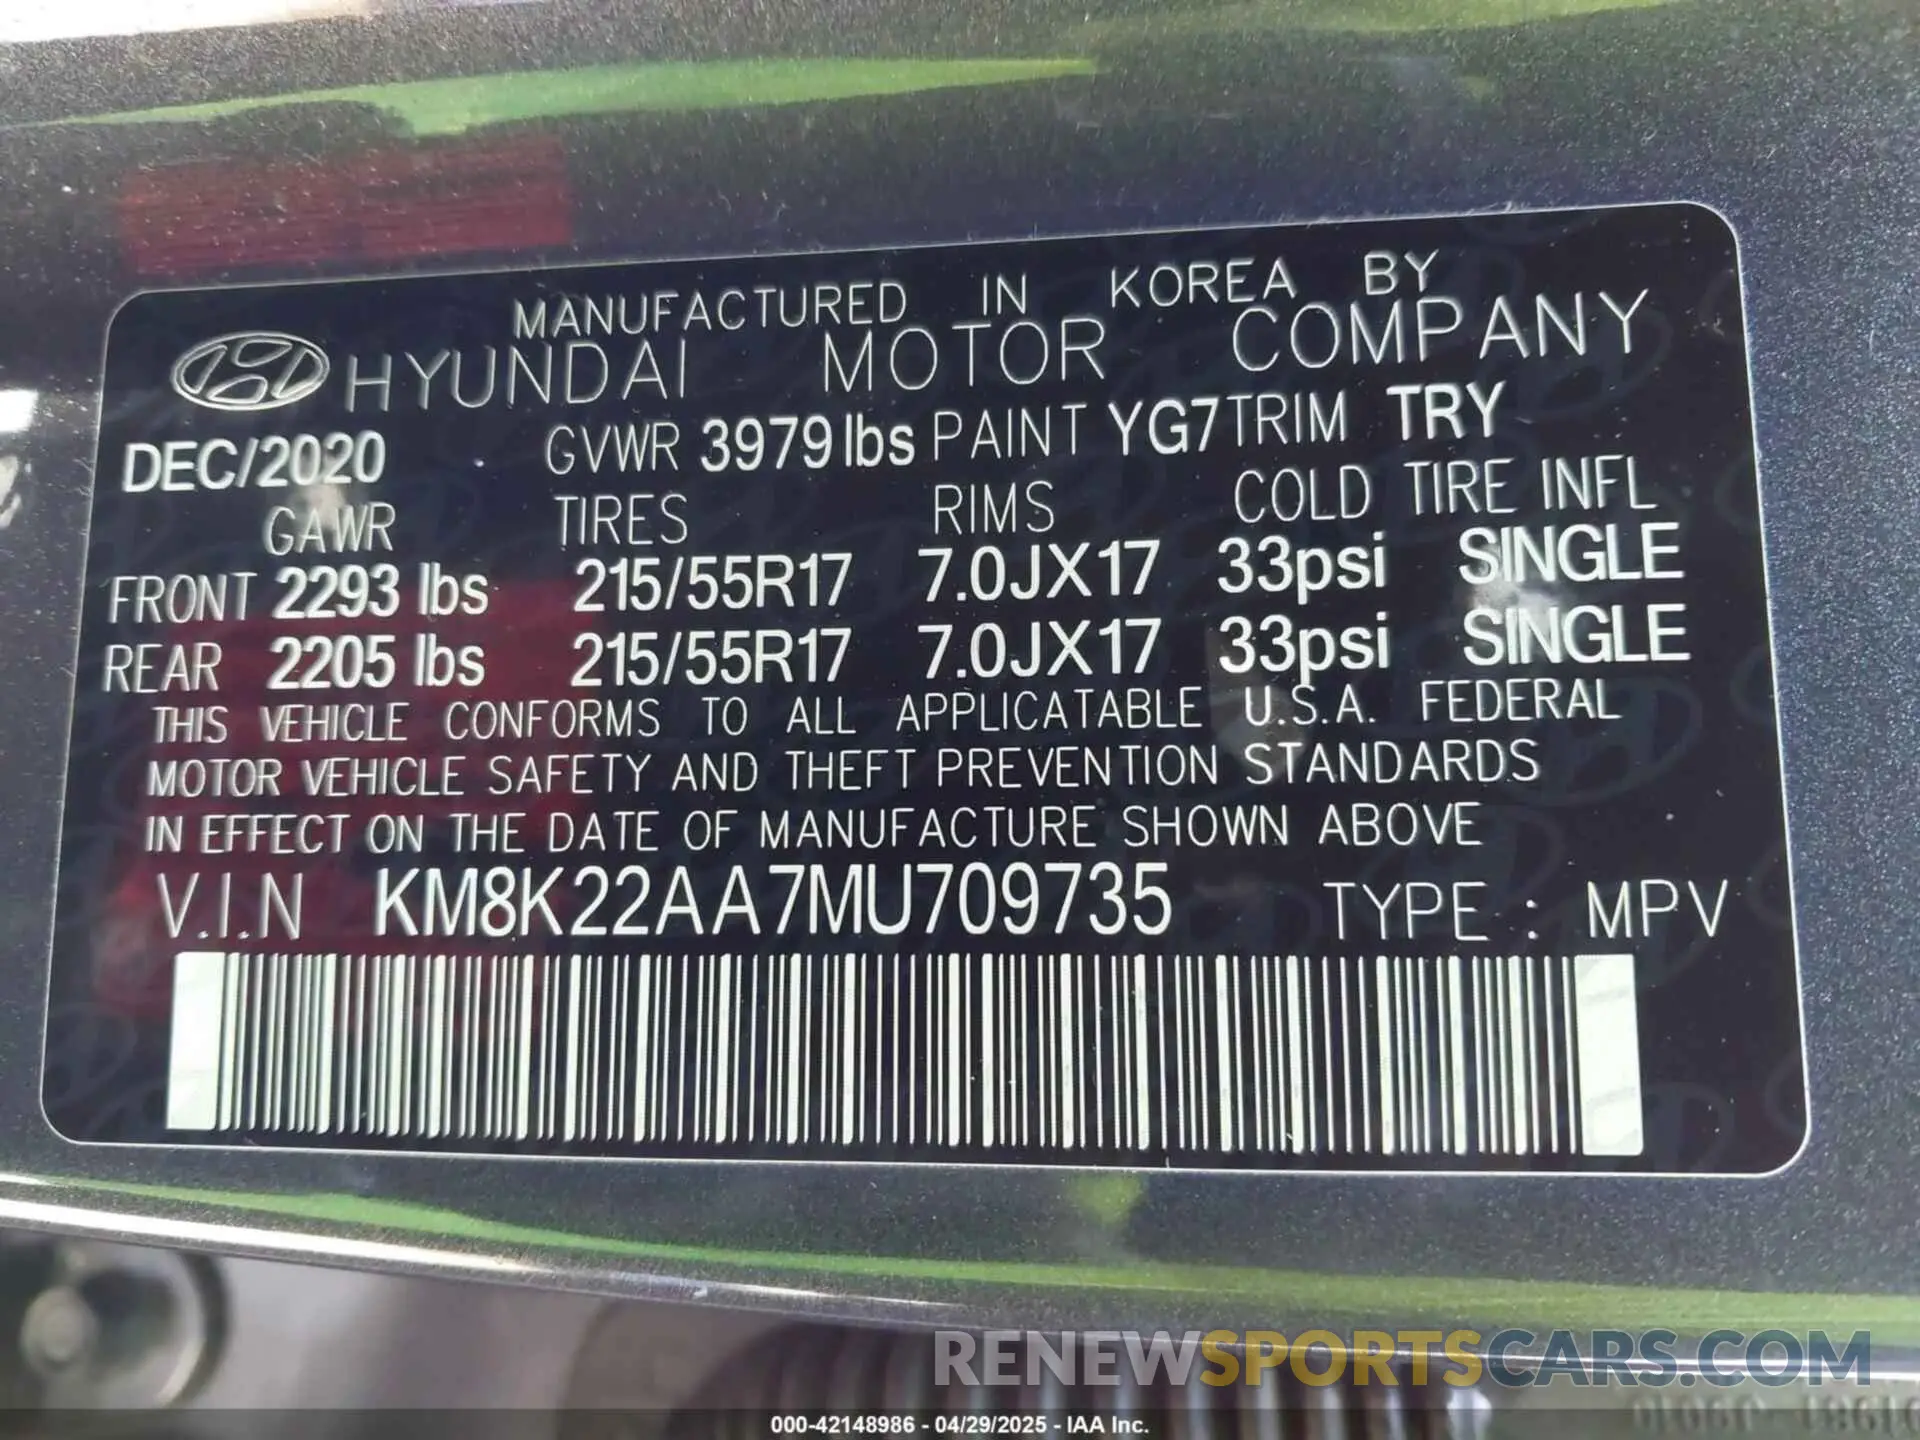 MANUFACTURED IN KOREA BY
HYUNDAI MOTOR COMPANY
DEC/2020 GVWR 3979 lbs PAINT YG7 TRIM TRY
GAWR TIRES RIMS COLD TIRE INFL
FRONT 2293 lbs 215/55R17 7.0JX17 33psi SINGLE
REAR 2205 lbs 215/55R17 7.0JX17 33psi SINGLE
THIS VEHICLE CONFORMS TO ALL APPLICATABLE U.S.A. FEDERAL
MOTOR VEHICLE SAFETY AND THEFT PREVENTION STANDARDS
IN EFFECT ON THE DATE OF MANUFACTURE SHOWN ABOVE
V.I.N KM8K22AA7MU709735 TYPE : MPV
RENEWSPORTSCARS.COM
000-42148986 - 04/29/2025 - IAA Inc.